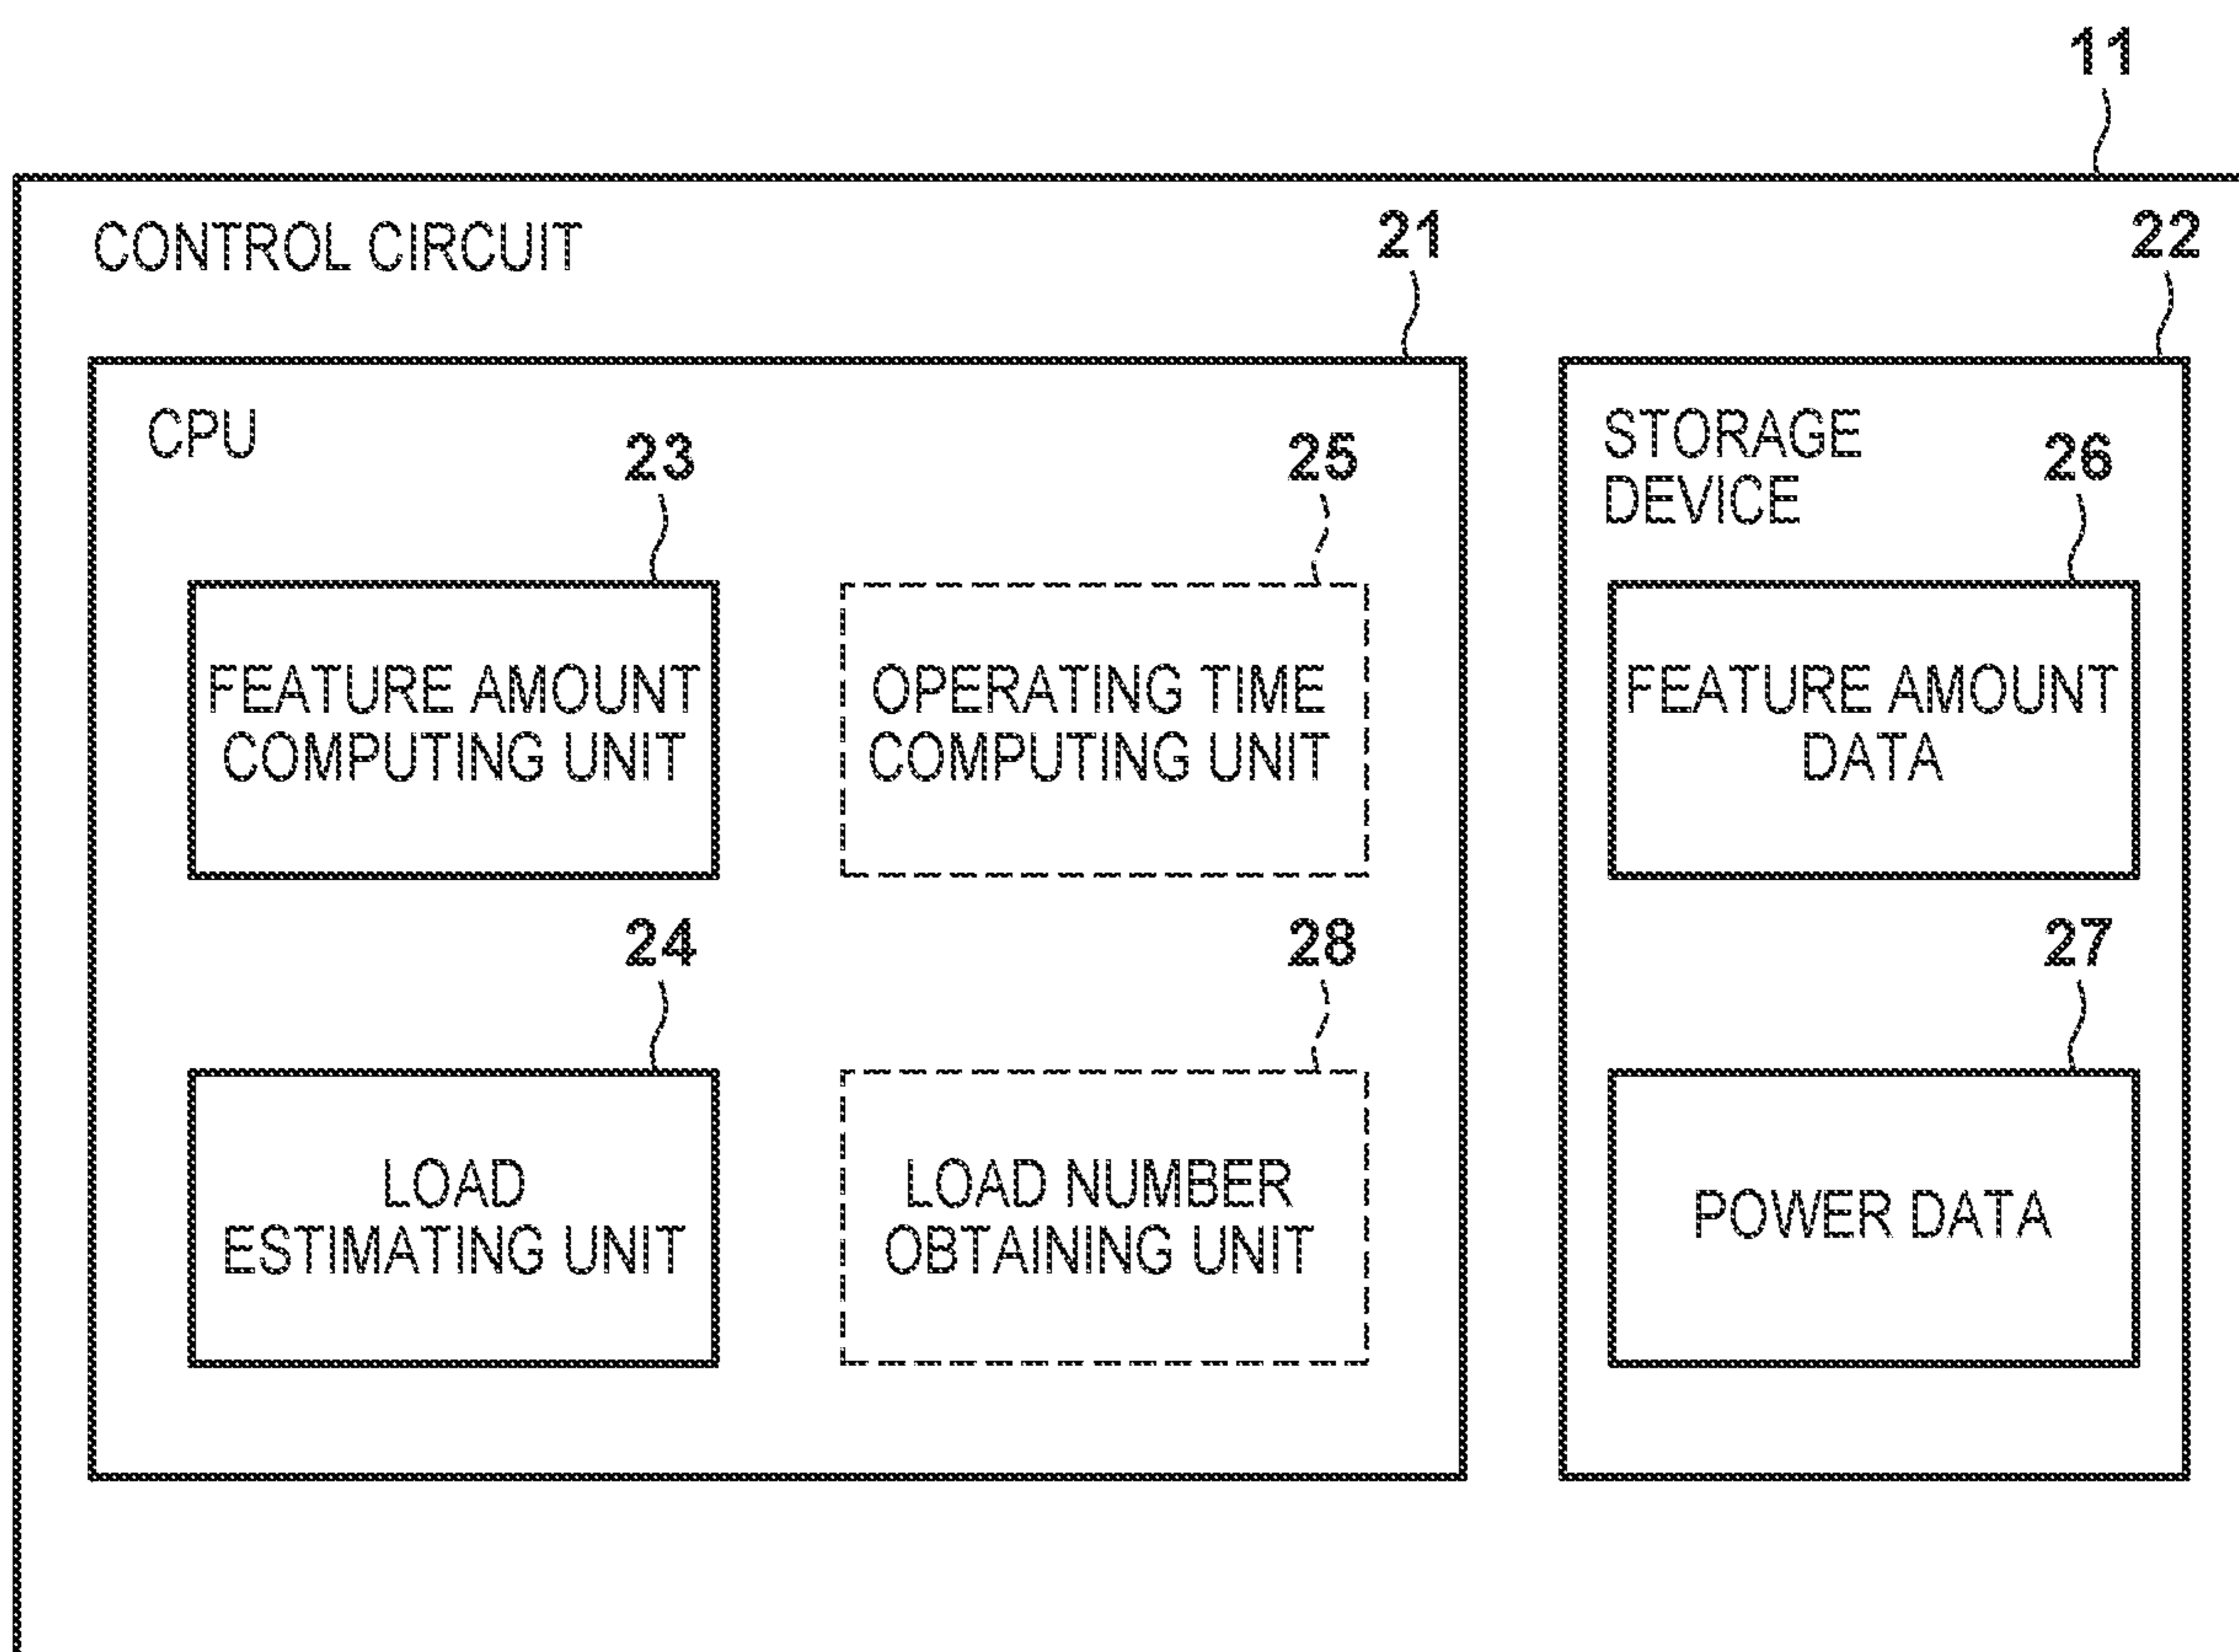 11
CONTROL CIRCUIT
21
22
CPU
23
25
STORAGE
DEVICE
26
FEATURE AMOUNT
COMPUTING UNIT
OPERATING TIME
COMPUTING UNIT
FEATURE AMOUNT
DATA
24
28
27
LOAD
ESTIMATING UNIT
LOAD NUMBER
OBTAINING UNIT
POWER DATA